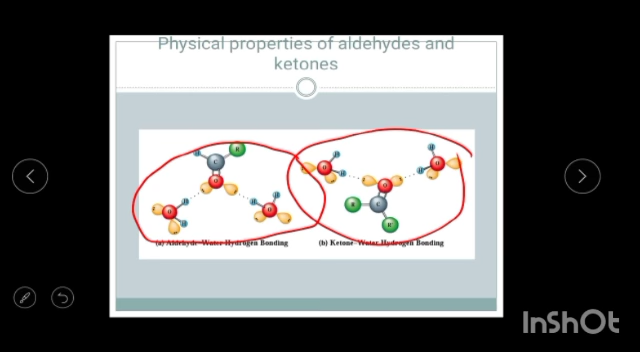 Physical properties of aldehydes and
ketones
(a) Aldehyde-Water Hydrogen Bonding
(b) Ketone-Water Hydrogen Bonding
InShOt